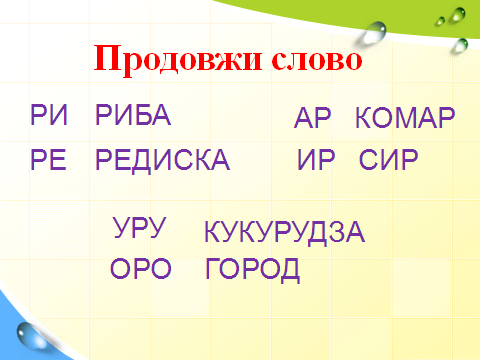 Продовжи слово
РИ РИБА АР КОМАР
РЕ РЕДИСКА ИР СИР
УРУ КУКУРУДЗА
ОРО ГОРОД